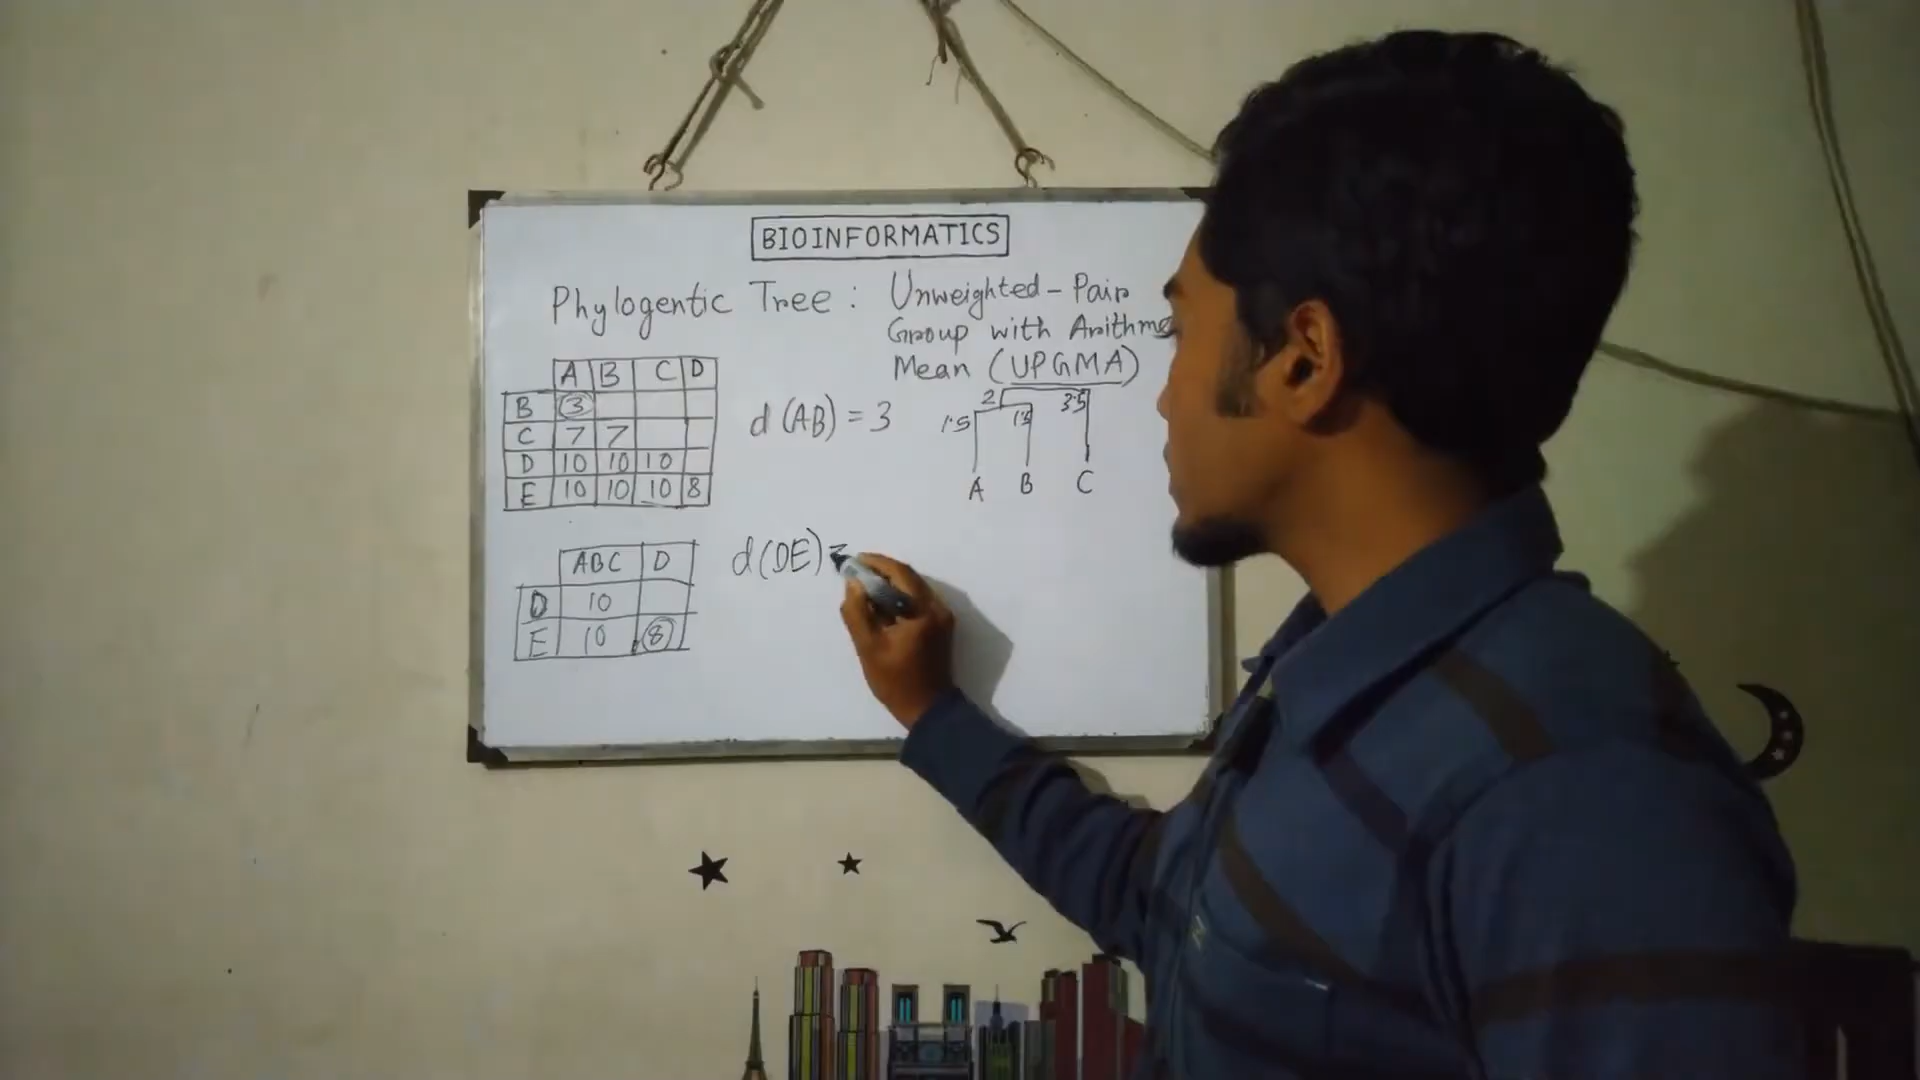 BIOINFORMATICS
Phylogentic Tree : Unweighted-Pair
Group with Arithme
Mean (UPGMA)
A B C D
B 3
C 7 7
D 10 10 10
E 10 10 10 8
d(AB) = 3
2 3.5
1.5 1.5
A B C
ABC D
D 10
E 10 8
d(DE) =